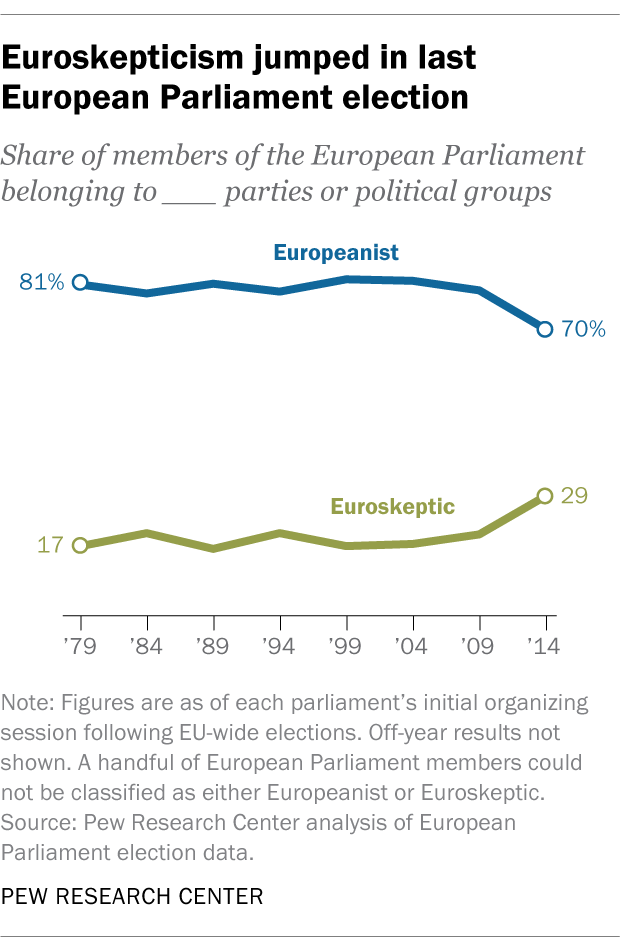 Euroskepticism jumped in last
European Parliament election
Share of members of the European Parliament
belonging to ___ parties or political groups
Europeanist
81%
70%
Euroskeptic
29
17
’79 ’84 ’89 ’94 ’99 ’04 ’09 ’14
Note: Figures are as of each parliament’s initial organizing
session following EU-wide elections. Off-year results not
shown. A handful of European Parliament members could
not be classified as either Europeanist or Euroskeptic.
Source: Pew Research Center analysis of European
Parliament election data.
PEW RESEARCH CENTER